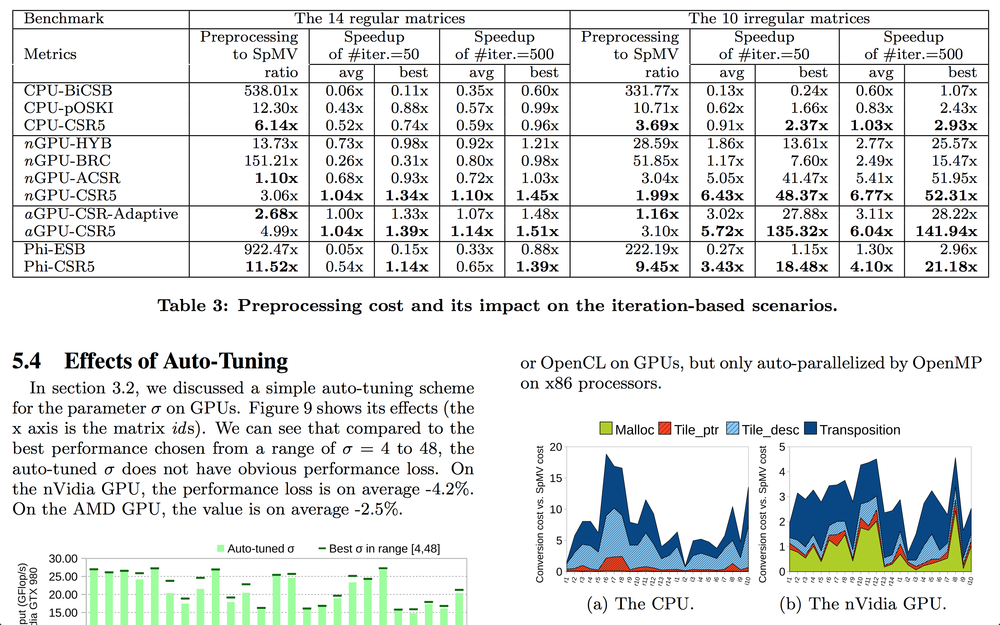 Benchmark The 14 regular matrices The 10 irregular matrices
Preprocessing Speedup Speedup Preprocessing Speedup Speedup
Metrics to SpMV of #iter.=50 of #iter.=500 to SpMV of #iter.=50 of #iter.=500
ratio avg best avg best ratio avg best avg best
CPU-BiCSB 538.01x 0.06x 0.11x 0.35x 0.60x 331.77x 0.13x 0.24x 0.60x 1.07x
CPU-pOSKI 12.30x 0.43x 0.88x 0.57x 0.99x 10.71x 0.62x 1.66x 0.83x 2.43x
CPU-CSR5 6.14x 0.52x 0.74x 0.59x 0.96x 3.69x 0.91x 2.37x 1.03x 2.93x
nGPU-HYB 13.73x 0.73x 0.98x 0.92x 1.21x 28.59x 1.86x 13.61x 2.77x 25.57x
nGPU-BRC 151.21x 0.26x 0.31x 0.80x 0.98x 51.85x 1.17x 7.60x 2.49x 15.47x
nGPU-ACSR 1.10x 0.68x 0.93x 0.72x 1.03x 3.04x 5.05x 41.47x 5.41x 51.95x
nGPU-CSR5 3.06x 1.04x 1.34x 1.10x 1.45x 1.99x 6.43x 48.37x 6.77x 52.31x
aGPU-CSR-Adaptive 2.68x 1.00x 1.33x 1.07x 1.48x 1.16x 3.02x 27.88x 3.11x 28.22x
aGPU-CSR5 4.99x 1.04x 1.39x 1.14x 1.51x 3.10x 5.72x 135.32x 6.04x 141.94x
Phi-ESB 922.47x 0.05x 0.15x 0.33x 0.88x 222.19x 0.27x 1.15x 1.30x 2.96x
Phi-CSR5 11.52x 0.54x 1.14x 0.65x 1.39x 9.45x 3.43x 18.48x 4.10x 21.18x
Table 3: Preprocessing cost and its impact on the iteration-based scenarios.
5.4 Effects of Auto-Tuning
In section 3.2, we discussed a simple auto-tuning scheme
for the parameter σ on GPUs. Figure 9 shows its effects (the
x axis is the matrix ids). We can see that compared to the
best performance chosen from a range of σ = 4 to 48, the
auto-tuned σ does not have obvious performance loss. On
the nVidia GPU, the performance loss is on average -4.2%.
On the AMD GPU, the value is on average -2.5%.
Auto-tuned σ Best σ in range [4,48]
30.00
25.00
20.00
15.00
put (GFlop/s)
dia GTX 980
or OpenCL on GPUs, but only auto-parallelized by OpenMP
on x86 processors.
Malloc Tile_ptr Tile_desc Transposition
Conversion cost vs. SpMV cost
20
15
10
5
0
r1 r2 r3 r4 r5 r6 r7 r8 r9 r10 r11 r12 r13 r14 i1 i2 i3 i4 i5 i6 i7 i8 i9 i10
(a) The CPU.
Conversion cost vs. SpMV cost
5
4
3
2
1
0
r1 r2 r3 r4 r5 r6 r7 r8 r9 r10 r11 r12 r13 r14 i1 i2 i3 i4 i5 i6 i7 i8 i9 i10
(b) The nVidia GPU.